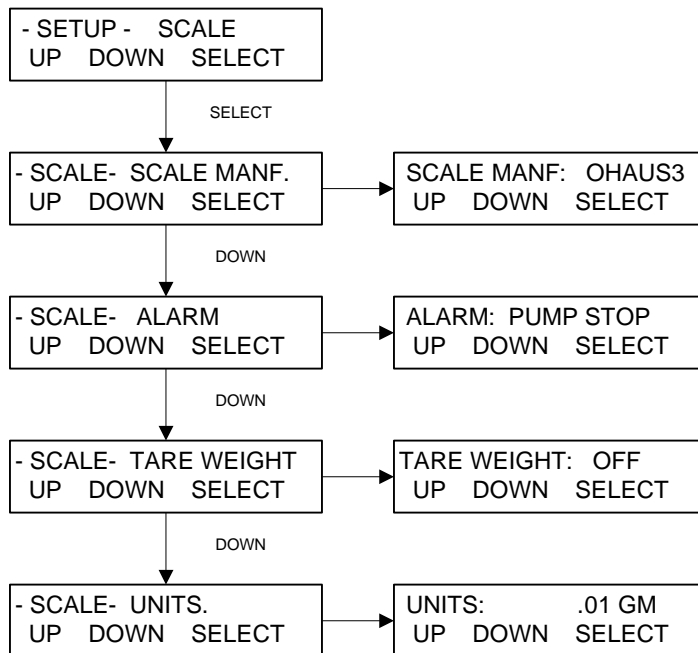 - SETUP - SCALE
UP DOWN SELECT
SELECT
- SCALE- SCALE MANF.
UP DOWN SELECT
SCALE MANF: OHAUS3
UP DOWN SELECT
DOWN
- SCALE- ALARM
UP DOWN SELECT
ALARM: PUMP STOP
UP DOWN SELECT
DOWN
- SCALE- TARE WEIGHT
UP DOWN SELECT
TARE WEIGHT: OFF
UP DOWN SELECT
DOWN
- SCALE- UNITS.
UP DOWN SELECT
UNITS: .01 GM
UP DOWN SELECT